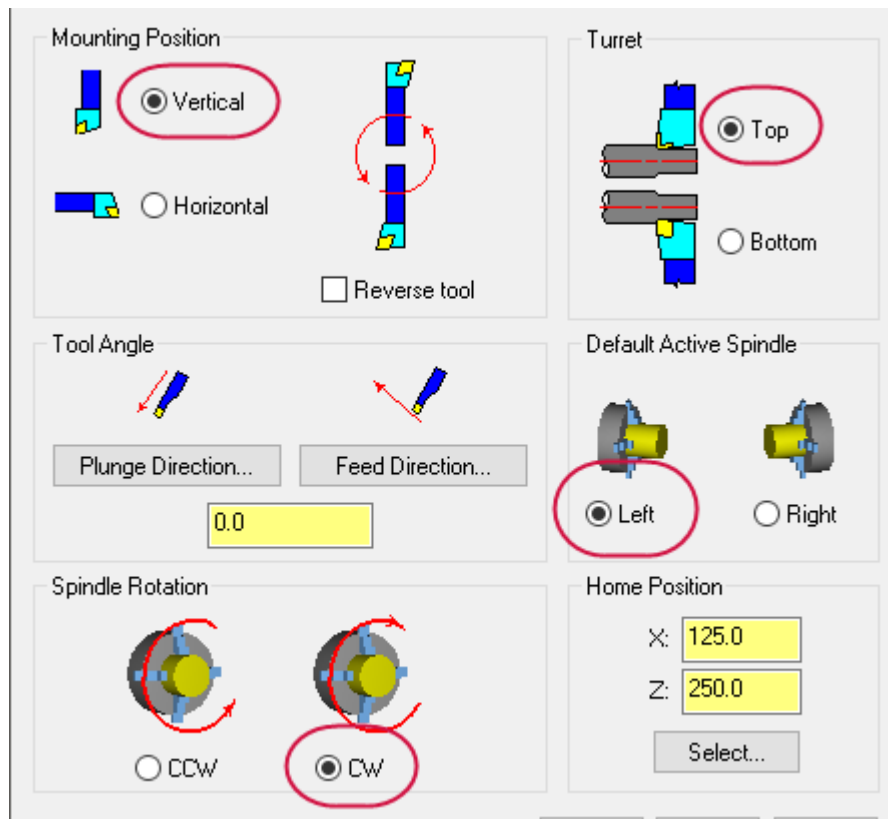 Mounting Position
Vertical
Horizontal
Reverse tool
Turret
Top
Bottom
Tool Angle
Plunge Direction...
Feed Direction...
0.0
Default Active Spindle
Left
Right
Spindle Rotation
CCW
CW
Home Position
X: 125.0
Z: 250.0
Select...